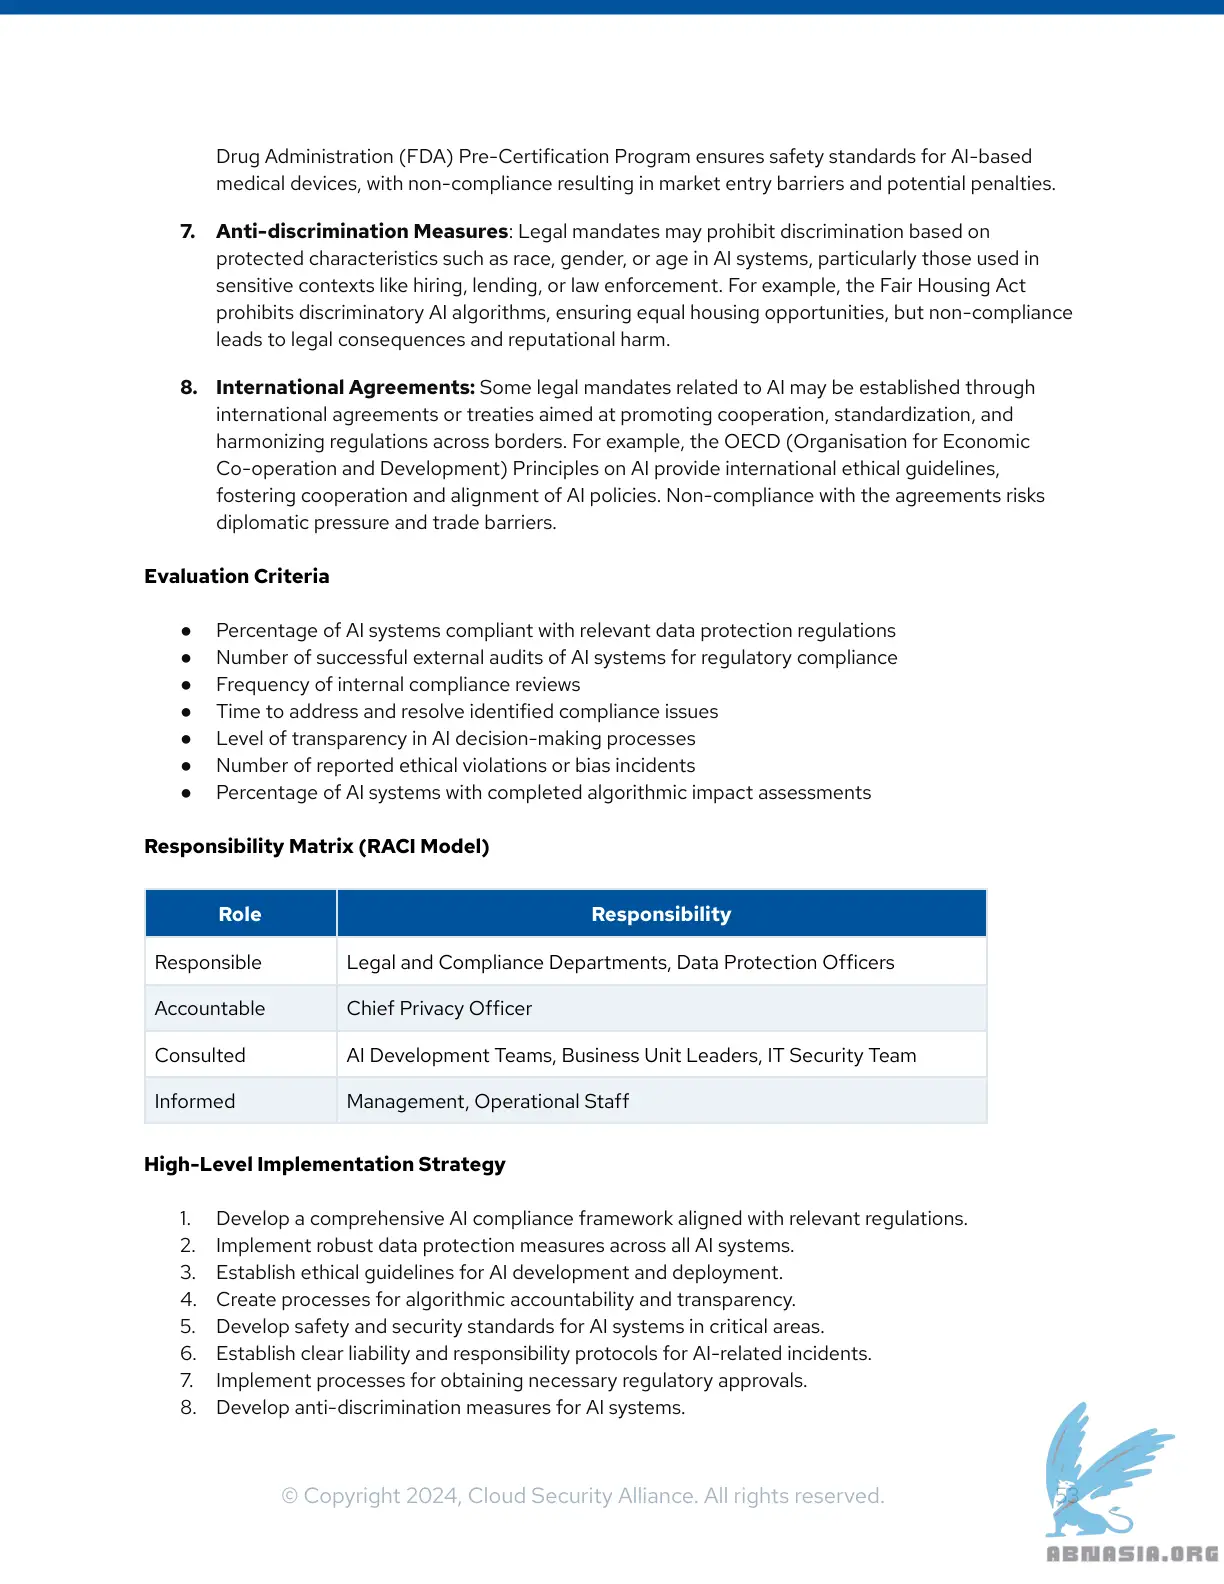 Drug Administration (FDA) Pre-Certification Program ensures safety standards for AI-based
medical devices, with non-compliance resulting in market entry barriers and potential penalties.
7. Anti-discrimination Measures: Legal mandates may prohibit discrimination based on
protected characteristics such as race, gender, or age in AI systems, particularly those used in
sensitive contexts like hiring, lending, or law enforcement. For example, the Fair Housing Act
prohibits discriminatory AI algorithms, ensuring equal housing opportunities, but non-compliance
leads to legal consequences and reputational harm.
8. International Agreements: Some legal mandates related to AI may be established through
international agreements or treaties aimed at promoting cooperation, standardization, and
harmonizing regulations across borders. For example, the OECD (Organisation for Economic
Co-operation and Development) Principles on AI provide international ethical guidelines,
fostering cooperation and alignment of AI policies. Non-compliance with the agreements risks
diplomatic pressure and trade barriers.
Evaluation Criteria
● Percentage of AI systems compliant with relevant data protection regulations
● Number of successful external audits of AI systems for regulatory compliance
● Frequency of internal compliance reviews
● Time to address and resolve identified compliance issues
● Level of transparency in AI decision-making processes
● Number of reported ethical violations or bias incidents
● Percentage of AI systems with completed algorithmic impact assessments
Responsibility Matrix (RACI Model)
Role Responsibility
Responsible Legal and Compliance Departments, Data Protection Officers
Accountable Chief Privacy Officer
Consulted AI Development Teams, Business Unit Leaders, IT Security Team
Informed Management, Operational Staff
High-Level Implementation Strategy
1. Develop a comprehensive AI compliance framework aligned with relevant regulations.
2. Implement robust data protection measures across all AI systems.
3. Establish ethical guidelines for AI development and deployment.
4. Create processes for algorithmic accountability and transparency.
5. Develop safety and security standards for AI systems in critical areas.
6. Establish clear liability and responsibility protocols for AI-related incidents.
7. Implement processes for obtaining necessary regulatory approvals.
8. Develop anti-discrimination measures for AI systems.
© Copyright 2024, Cloud Security Alliance. All rights reserved.
53
ABNASIA.ORG